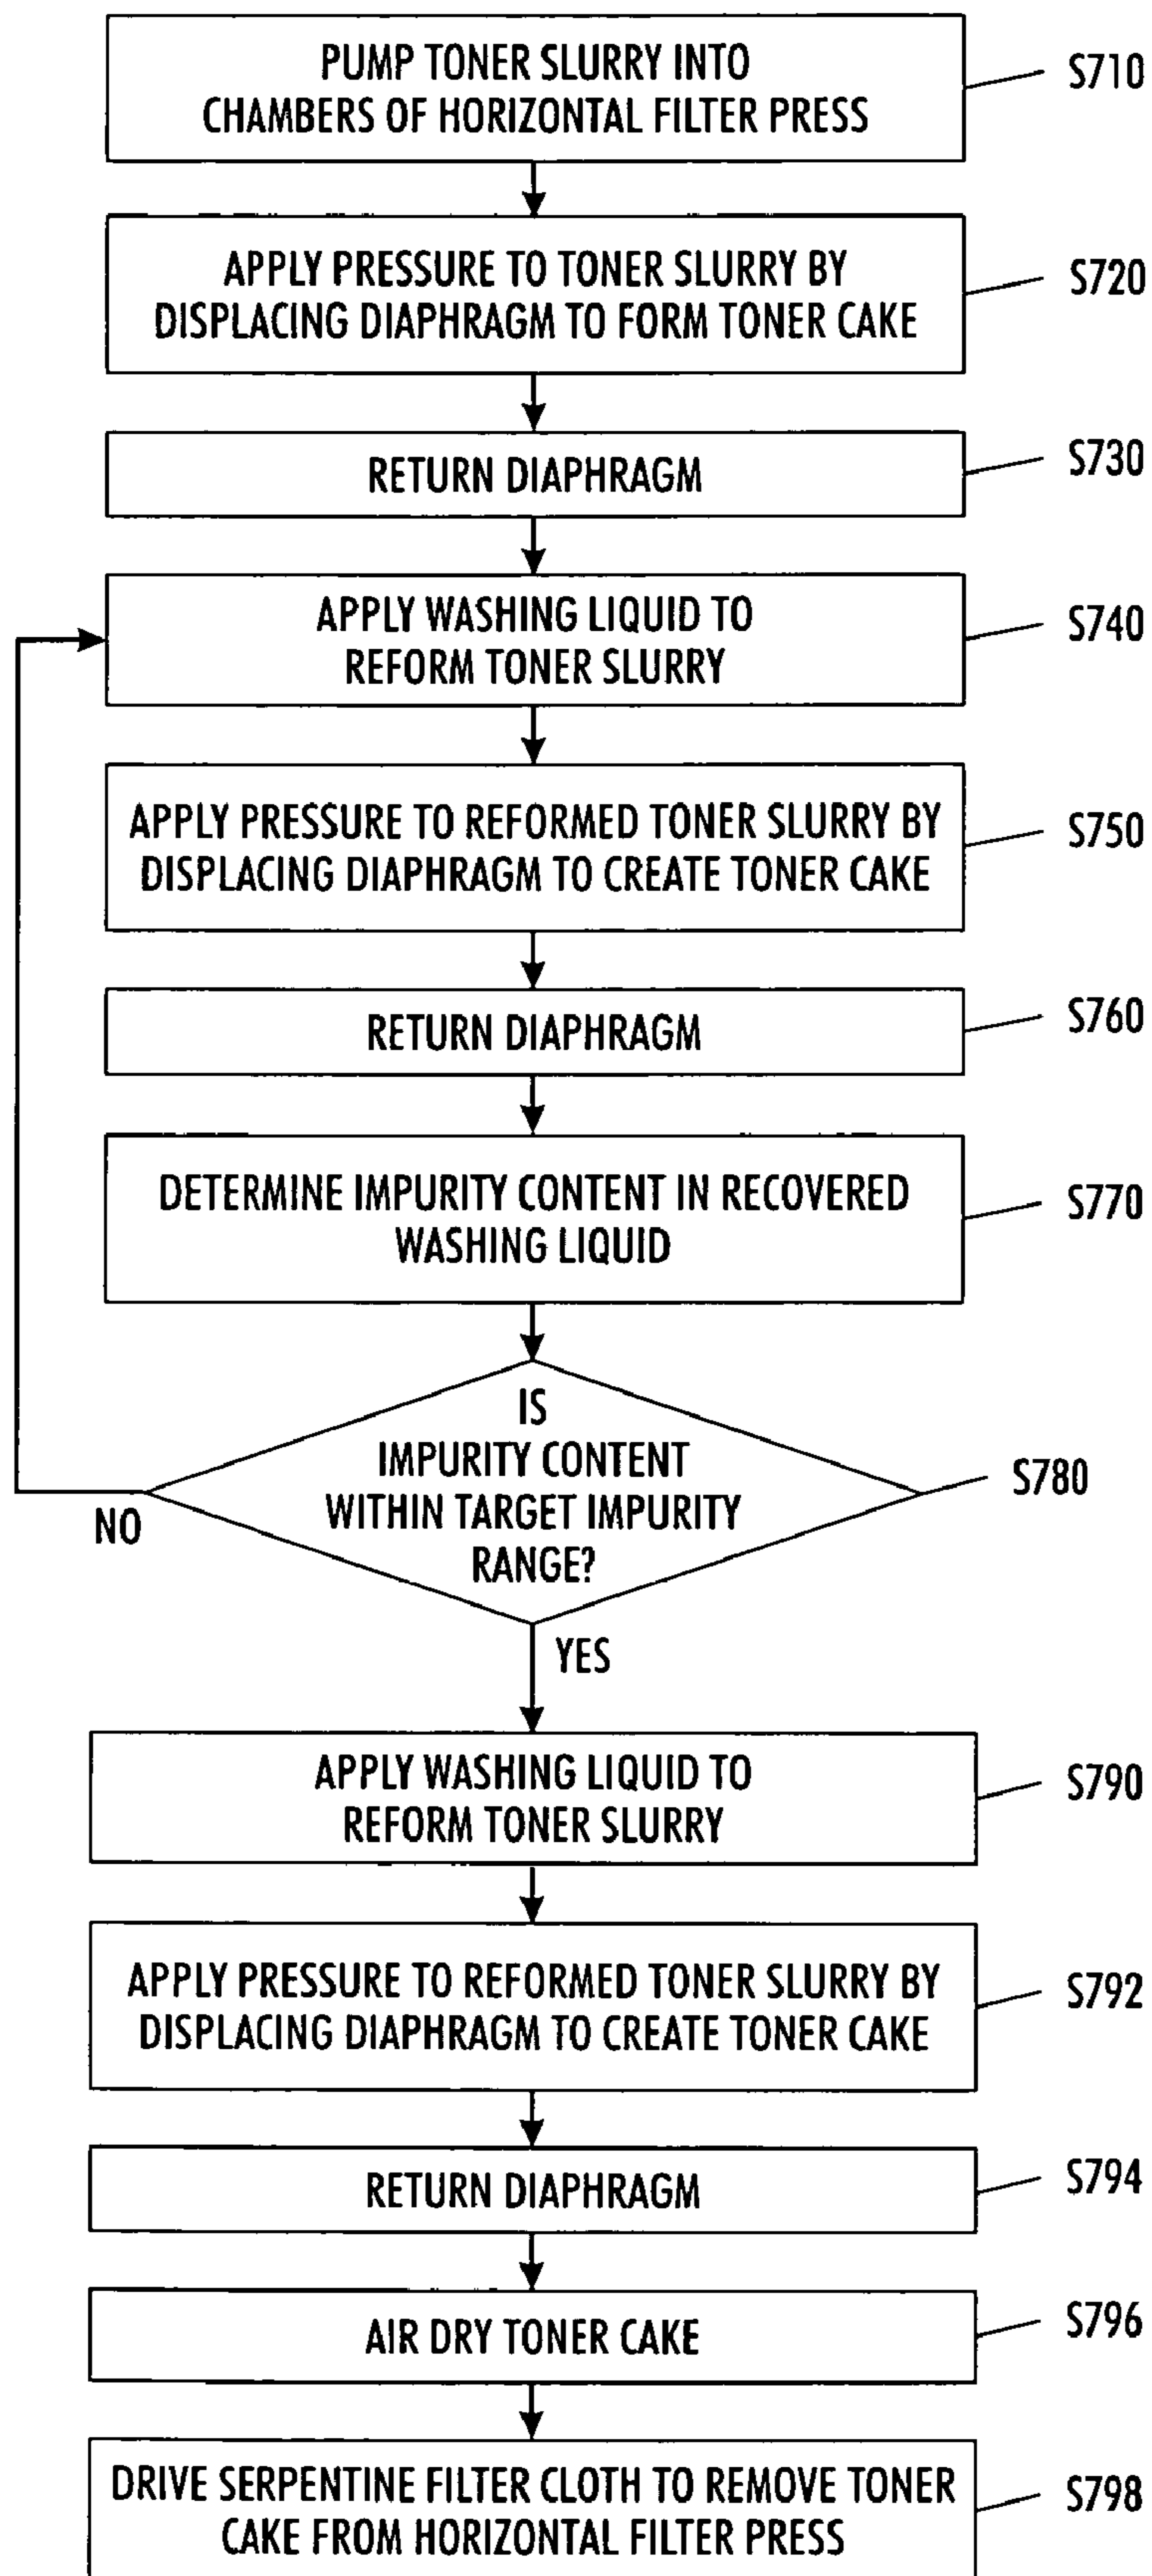 PUMP TONER SLURRY INTO
CHAMBERS OF HORIZONTAL FILTER PRESS
S710
APPLY PRESSURE TO TONER SLURRY BY
DISPLACING DIAPHRAGM TO FORM TONER CAKE
S720
RETURN DIAPHRAGM
S730
APPLY WASHING LIQUID TO
REFORM TONER SLURRY
S740
APPLY PRESSURE TO REFORMED TONER SLURRY BY
DISPLACING DIAPHRAGM TO CREATE TONER CAKE
S750
RETURN DIAPHRAGM
S760
DETERMINE IMPURITY CONTENT IN RECOVERED
WASHING LIQUID
S770
IS
IMPURITY CONTENT
WITHIN TARGET IMPURITY
RANGE?
S780
NO
YES
APPLY WASHING LIQUID TO
REFORM TONER SLURRY
S790
APPLY PRESSURE TO REFORMED TONER SLURRY BY
DISPLACING DIAPHRAGM TO CREATE TONER CAKE
S792
RETURN DIAPHRAGM
S794
AIR DRY TONER CAKE
S796
DRIVE SERPENTINE FILTER CLOTH TO REMOVE TONER
CAKE FROM HORIZONTAL FILTER PRESS
S798